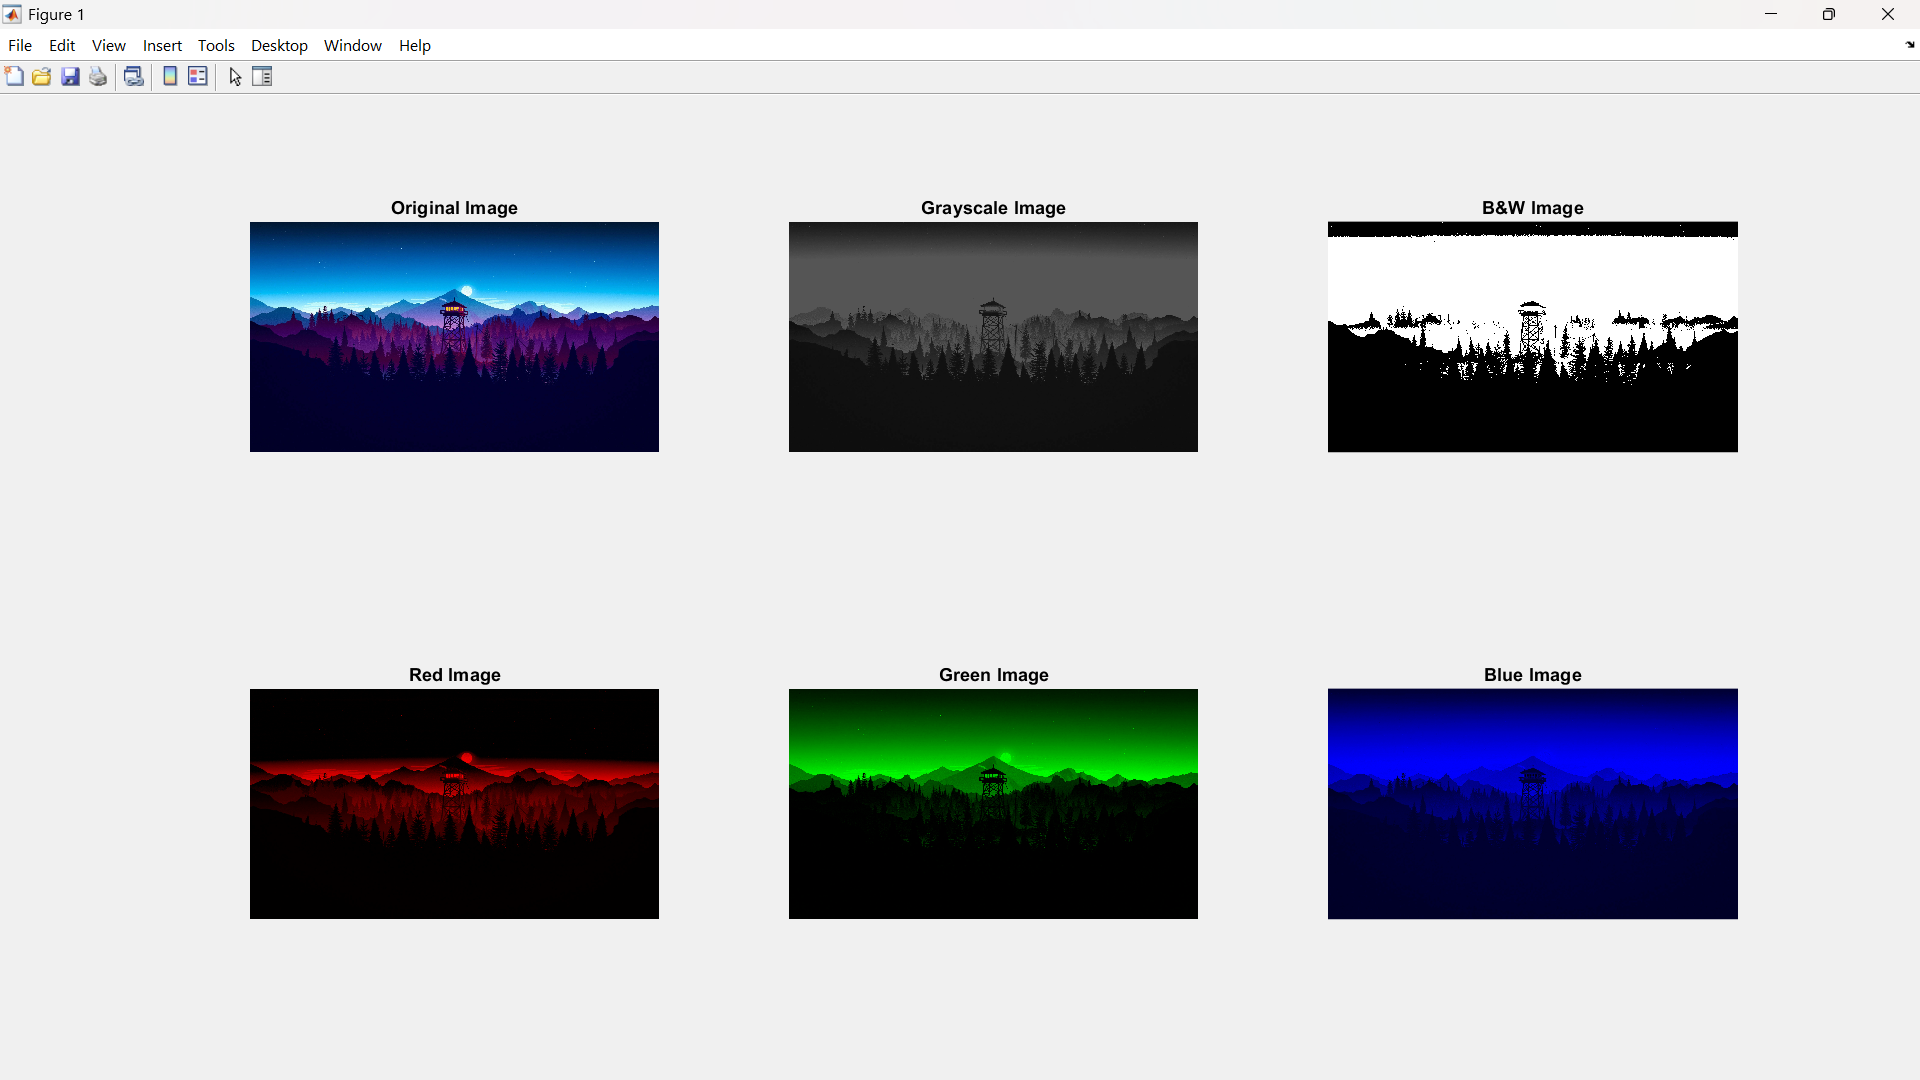 Figure 1
File Edit View Insert Tools Desktop Window Help
Original Image
Grayscale Image
B&W Image
Red Image
Green Image
Blue Image